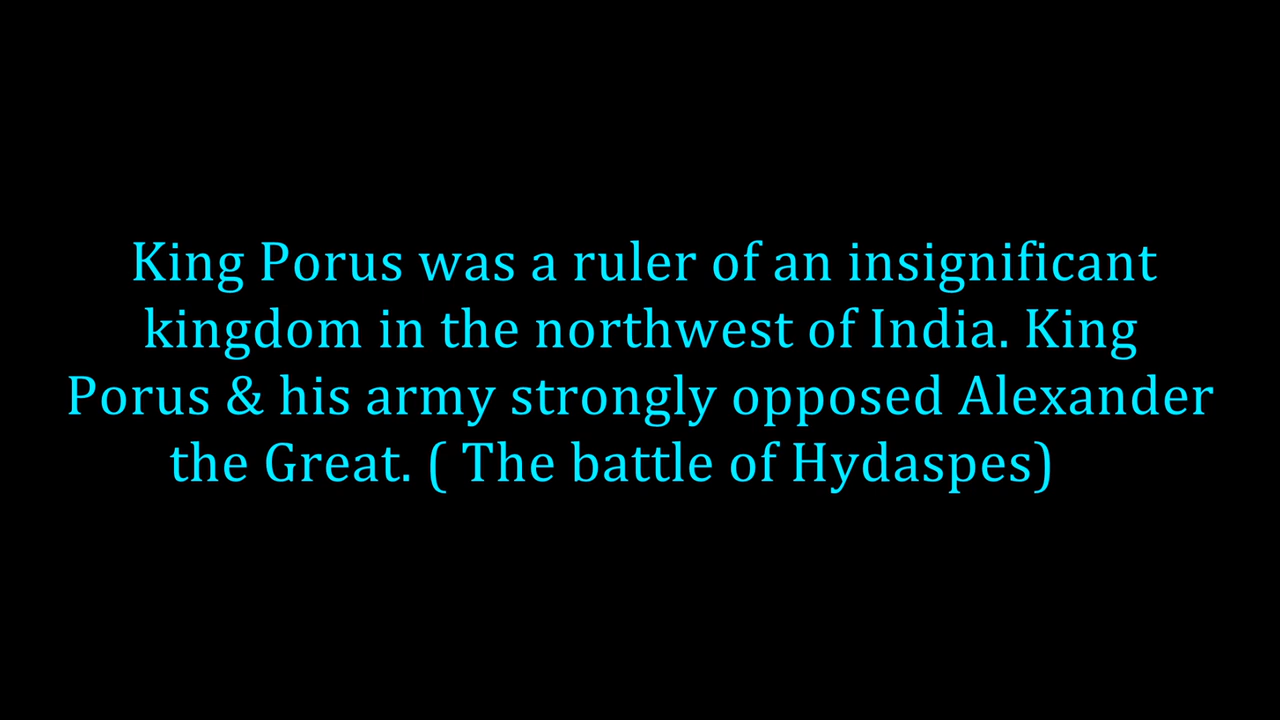 King Porus was a ruler of an insignificant
kingdom in the northwest of India. King
Porus & his army strongly opposed Alexander
the Great. ( The battle of Hydaspes)